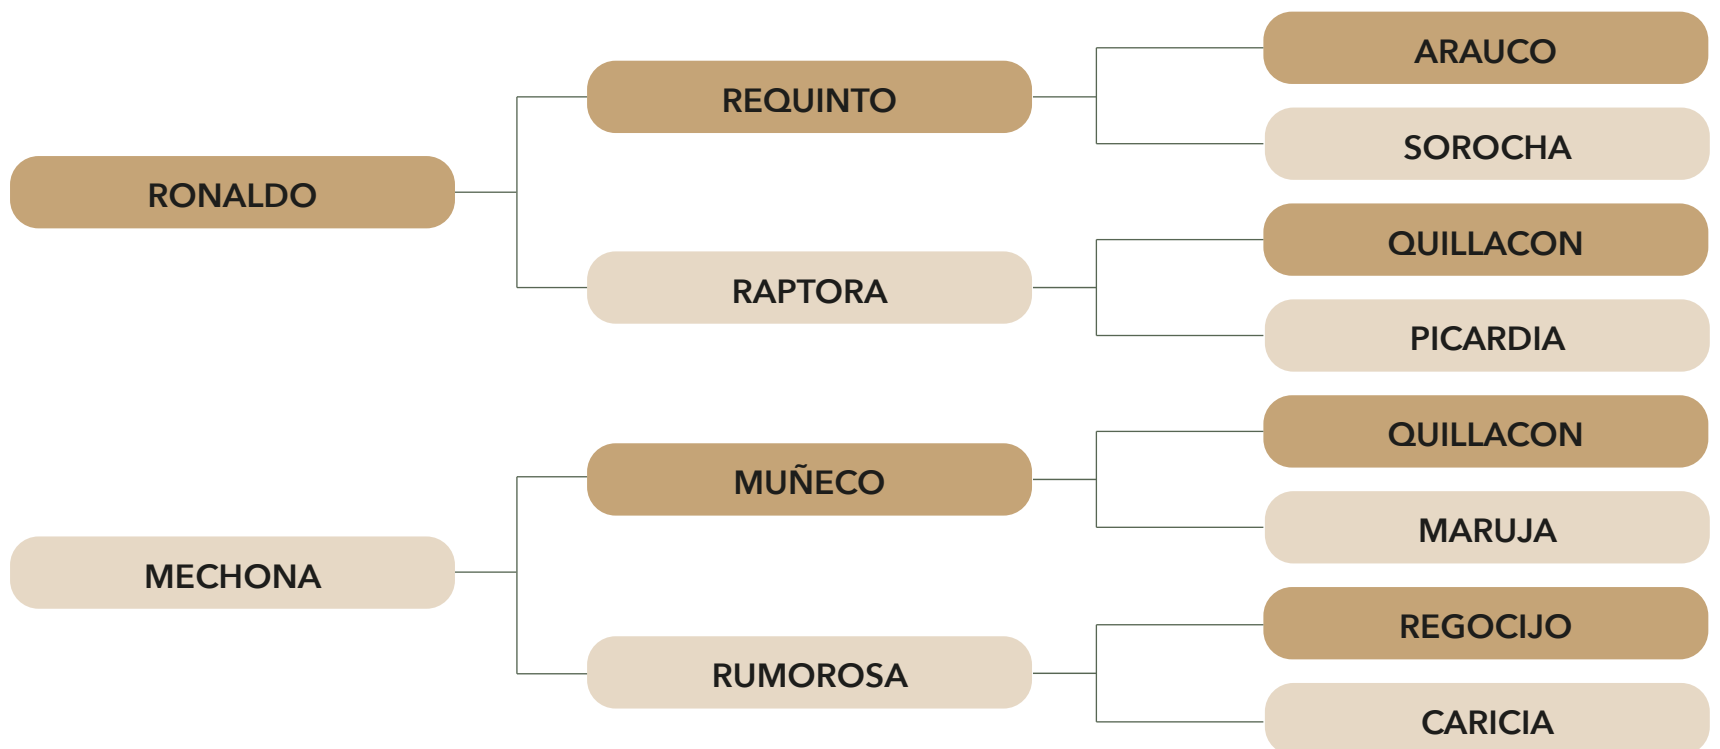 ARAUCO
REQUINTO
SOROCHA
RONALDO
QUILLACON
RAPTORA
PICARDIA
QUILLACON
MUÑECO
MARUJA
MECHONA
REGOCIJO
RUMOROSA
CARICIA